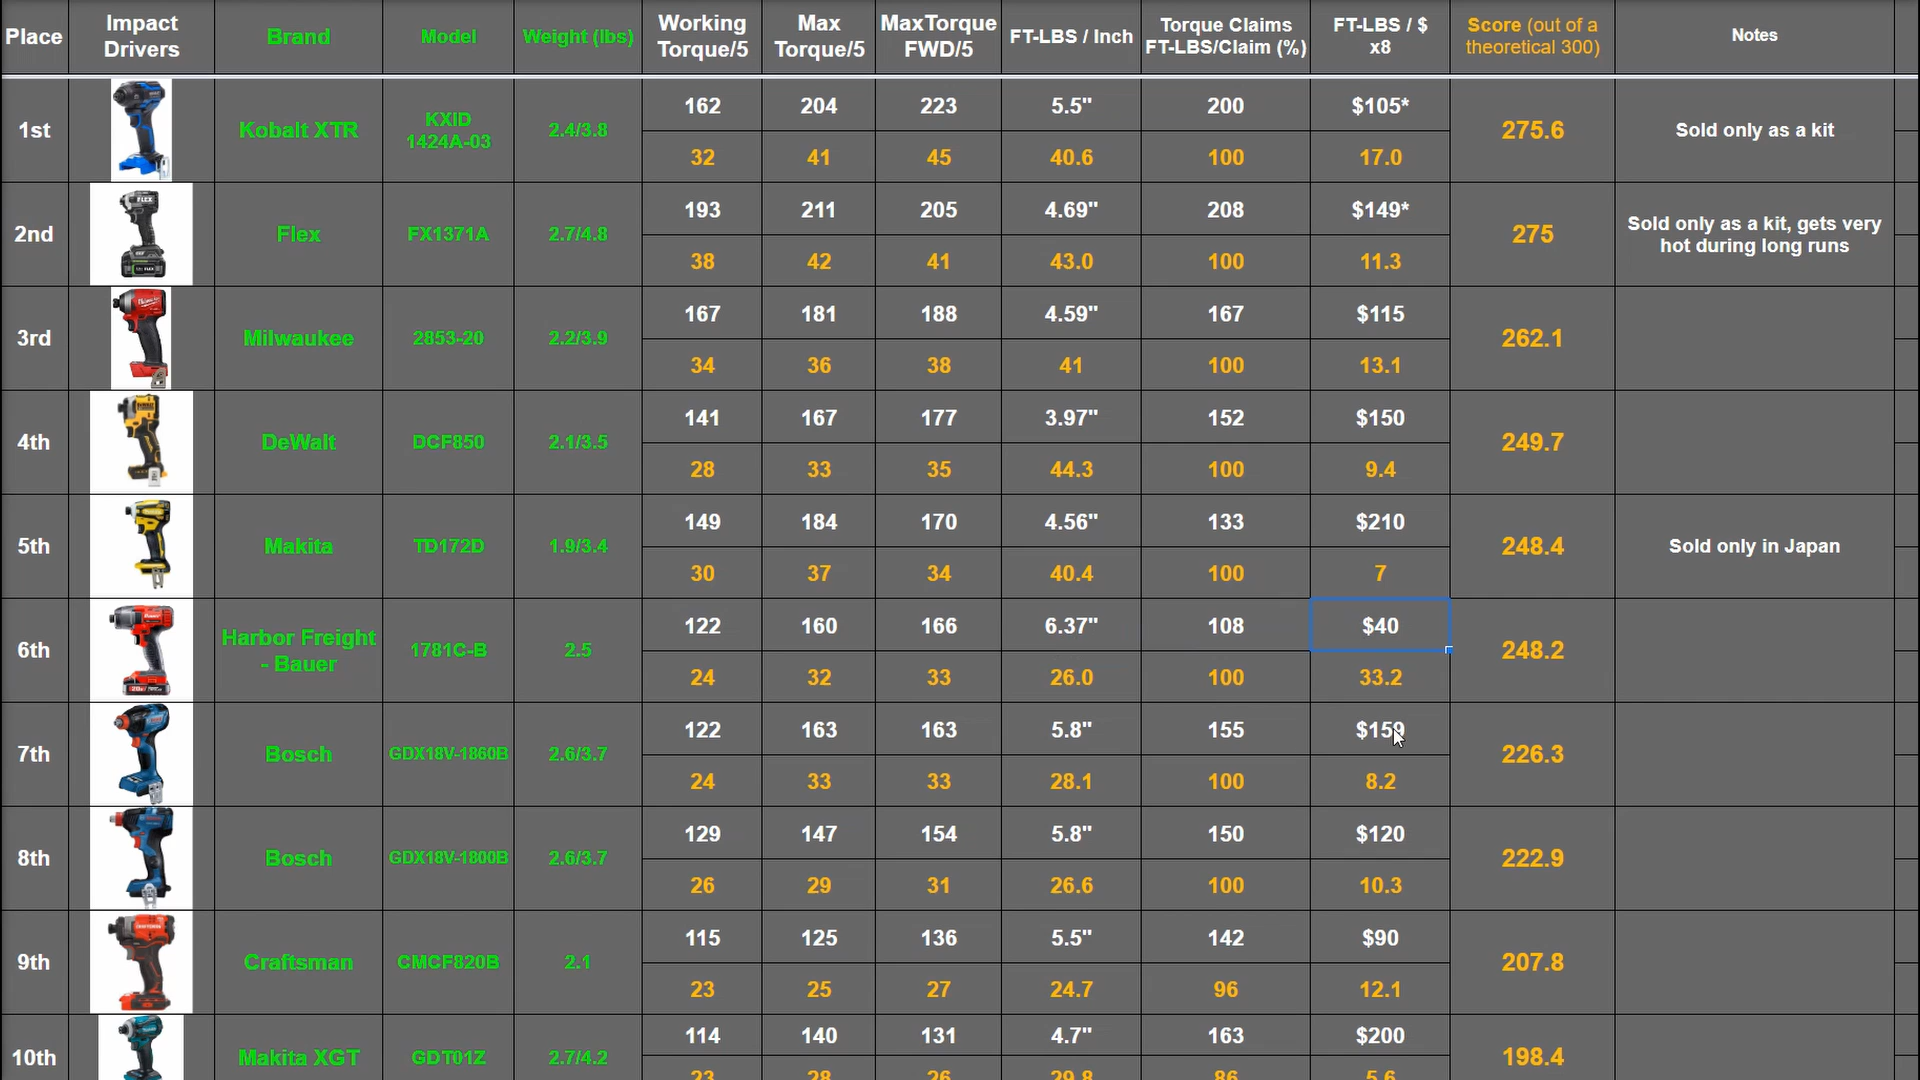 Place
Impact
Drivers
Brand
Model
Weight (lbs)
Working
Torque/5
Max
Torque/5
MaxTorque
FWD/5
FT-LBS / Inch
Torque Claims
FT-LBS/Claim (%)
FT-LBS / $
x8
Score (out of a
theoretical 300)
Notes
1st
Kobalt XTR
KXID
1424A-03
2.4/3.8
162
204
223
5.5"
200
$105*
32
41
45
40.6
100
17.0
275.6
Sold only as a kit
2nd
FLEX
FLEX
Flex
FX1371A
2.7/4.8
193
211
205
4.69"
208
$149*
38
42
41
43.0
100
11.3
275
Sold only as a kit, gets very
hot during long runs
3rd
Milwaukee
2853-20
2.2/3.9
167
181
188
4.59"
167
$115
34
36
38
41
100
13.1
262.1
4th
DeWalt
DCF850
2.1/3.5
141
167
177
3.97"
152
$150
28
33
35
44.3
100
9.4
249.7
5th
Makita
TD172D
1.9/3.4
149
184
170
4.56"
133
$210
30
37
34
40.4
100
7
248.4
Sold only in Japan
6th
Harbor Freight
- Bauer
1781C-B
2.5
122
160
166
6.37"
108
$40
24
32
33
26.0
100
33.2
248.2
7th
Bosch
GDX18V-1860B
2.6/3.7
122
163
163
5.8"
155
$159
24
33
33
28.1
100
8.2
226.3
8th
Bosch
GDX18V-1800B
2.6/3.7
129
147
154
5.8"
150
$120
26
29
31
26.6
100
10.3
222.9
9th
Craftsman
CMCF820B
2.1
115
125
136
5.5"
142
$90
23
25
27
24.7
96
12.1
207.8
10th
Makita XGT
GDT01Z
2.7/4.2
114
140
131
4.7"
163
$200
23
28
26
29.8
86
5.6
198.4